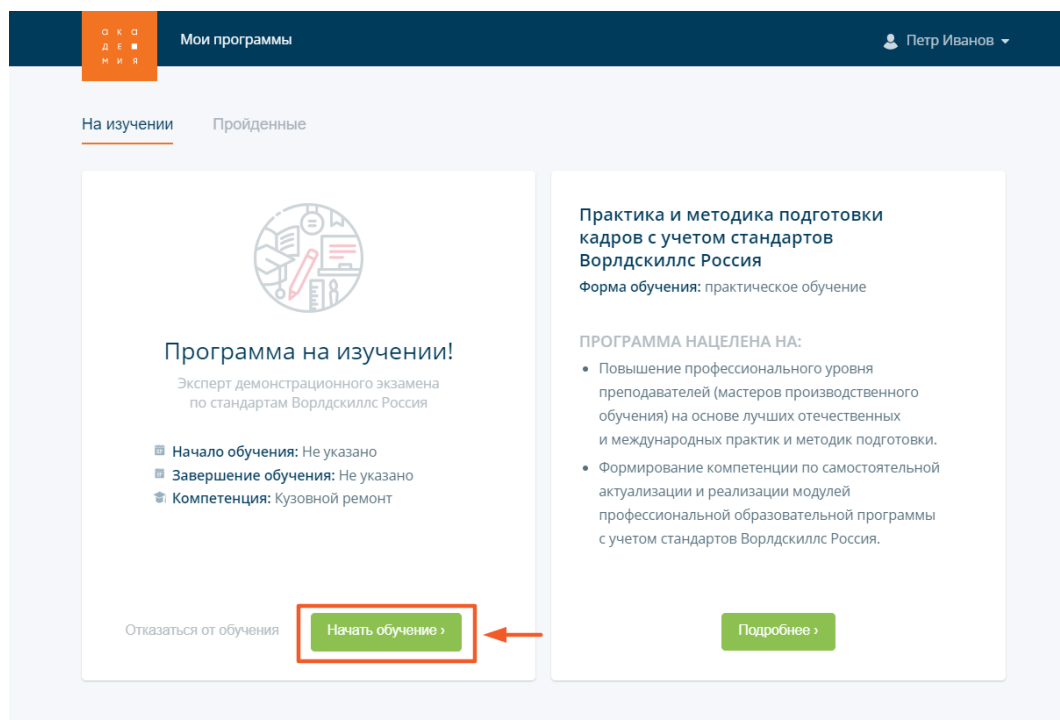 ака
Мои программы
Петр Иванов
де
мия
На изучении
Пройденные
Программа на изучении!
Эксперт демонстрационного экзамена
по стандартам Ворлдскиллс Россия
Начало обучения: Не указано
Завершение обучения: Не указано
Компетенция: Кузовной ремонт
Отказаться от обучения
Начать обучение ›
Практика и методика подготовки
кадров с учетом стандартов
Ворлдскиллс Россия
Форма обучения: практическое обучение
ПРОГРАММА НАЦЕЛЕНА НА:
• Повышение профессионального уровня
преподавателей (мастеров производственного
обучения) на основе лучших отечественных
и международных практик и методик подготовки.
• Формирование компетенции по самостоятельной
актуализации и реализации модулей
профессиональной образовательной программы
с учетом стандартов Ворлдскиллс Россия.
Подробнее ›